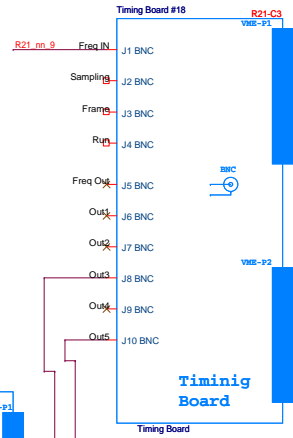 Timing Board #18
R21-C3
VME-P1
R21_nn_9
Freq IN
J1 BNC
Sampling
J2 BNC
Frame
J3 BNC
Run
J4 BNC
BNC
Freq Out
J5 BNC
Out1
J6 BNC
Out2
J7 BNC
VME-P2
Out3
J8 BNC
Out4
J9 BNC
Out5
J10 BNC
Timinig
Board
P1
Timing Board